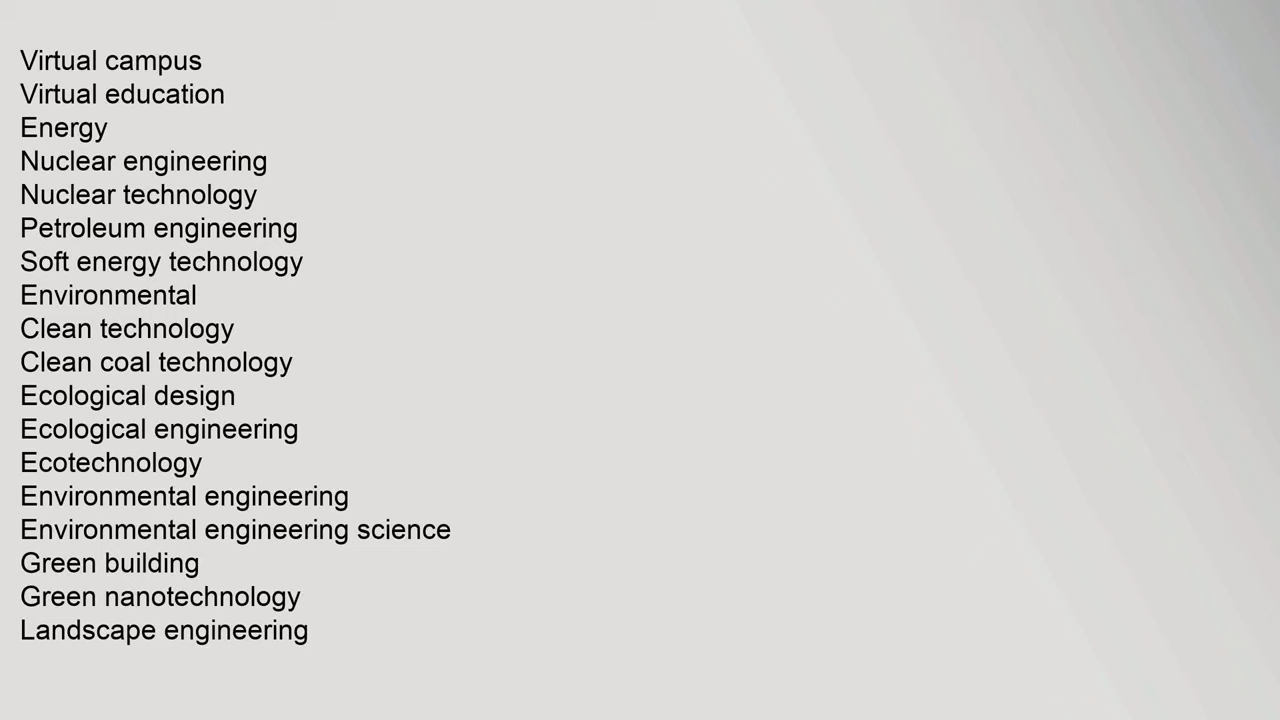 Virtual campus
Virtual education
Energy
Nuclear engineering
Nuclear technology
Petroleum engineering
Soft energy technology
Environmental
Clean technology
Clean coal technology
Ecological design
Ecological engineering
Ecotechnology
Environmental engineering
Environmental engineering science
Green building
Green nanotechnology
Landscape engineering